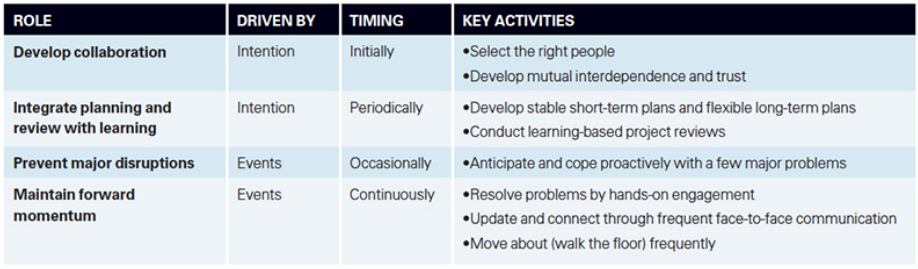 ROLE DRIVEN BY TIMING KEY ACTIVITIES
Develop collaboration Intention Initially •Select the right people
•Develop mutual interdependence and trust
Integrate planning and Intention Periodically •Develop stable short-term plans and flexible long-term plans
review with learning •Conduct learning-based project reviews
Prevent major disruptions Events Occasionally •Anticipate and cope proactively with a few major problems
Maintain forward Events Continuously •Resolve problems by hands-on engagement
momentum •Update and connect through frequent face-to-face communication
•Move about (walk the floor) frequently